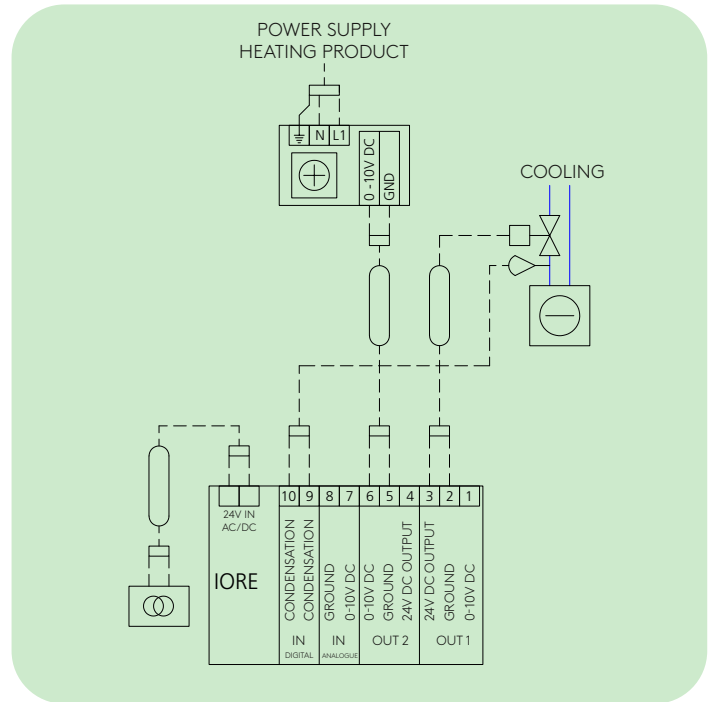 POWER SUPPLY
HEATING PRODUCT
N L1
0 -10V DC
GND
COOLING
10 9 8 7 6 5 4 3 2 1
24V IN
AC/DC
IORE
CONDENSATION
CONDENSATION
GROUND
0-10V DC
0-10V DC
GROUND
24V DC OUTPUT
24V DC OUTPUT
GROUND
0-10V DC
IN IN OUT 2 OUT 1
DIGITAL ANALOGUE